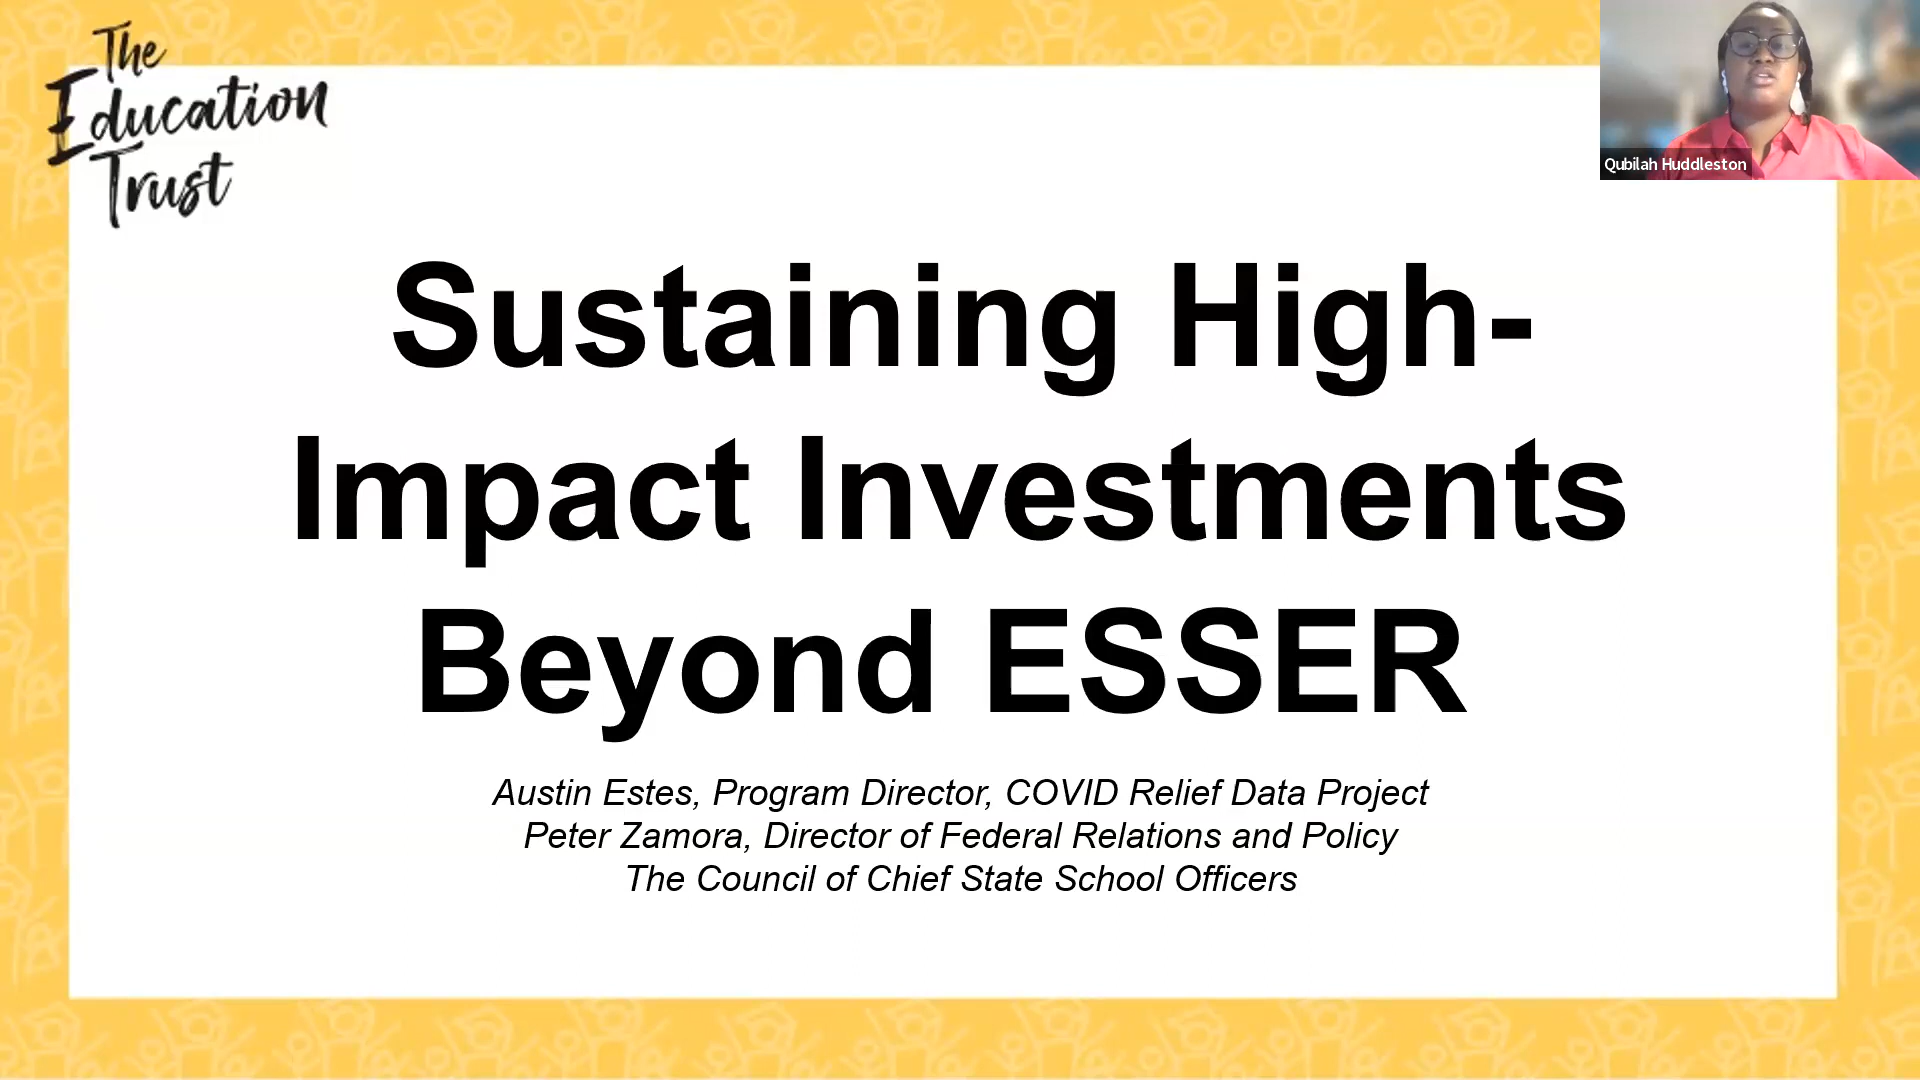 The
Education
Trust
Qubilah Huddleston
Sustaining High-
Impact Investments
Beyond ESSER
Austin Estes, Program Director, COVID Relief Data Project
Peter Zamora, Director of Federal Relations and Policy
The Council of Chief State School Officers